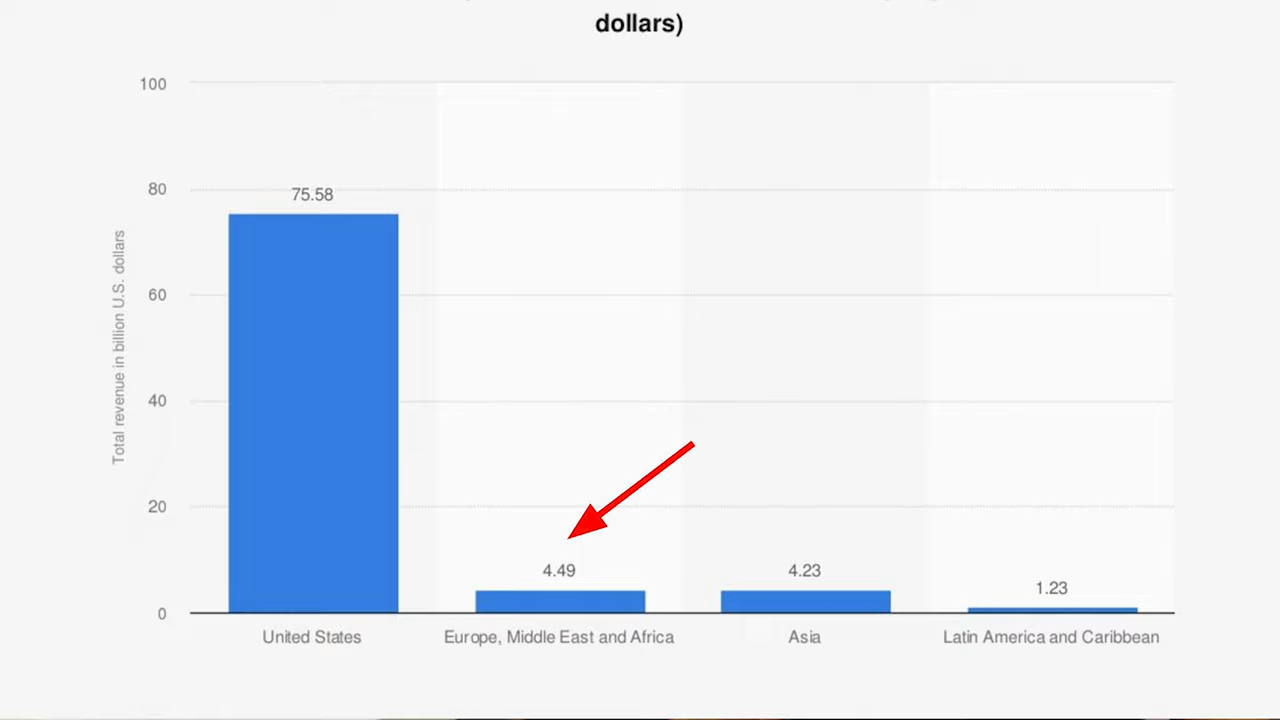 dollars)
100
80
60
40
20
0
Total revenue in billion U.S. dollars
75.58
4.49
4.23
1.23
United States
Europe, Middle East and Africa
Asia
Latin America and Caribbean